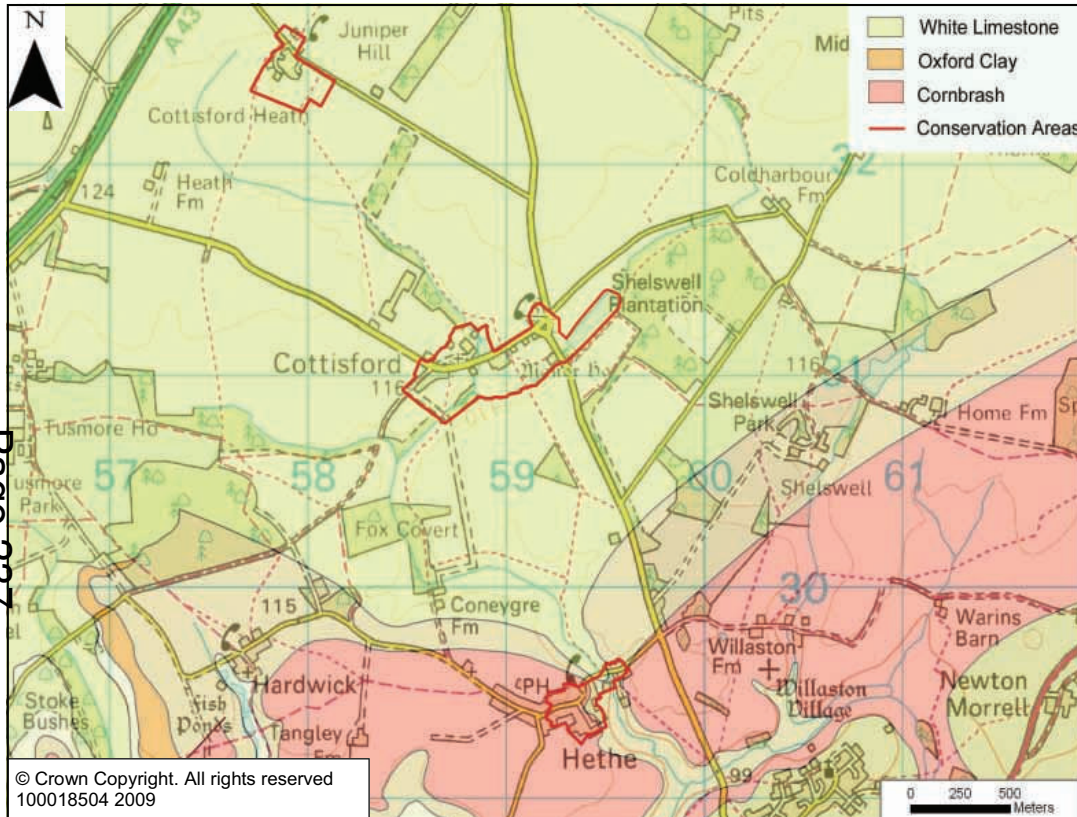 N
A43
Juniper
Hill
Pits
Mid
White Limestone
Oxford Clay
Cornbrash
Conservation Areas
Cottisford Heath
32
124
Heath
Fm
Coldharbour
Fm
Shelswell
Plantation
Cottisford
116
116
31
Shelswell
Park
Home Fm
Sp
Tusmore
57
58
59
60
61
Tusmore
Park
Shelswell
Fox Covert
30
115
Coneygre
Fm
Willaston
Fm
Warins
Barn
Hardwick
PH
Willaston
Village
Newton
Morrell
Stoke
Bushes
Fish
Ponds
Tangley
Fm
Hethe
99
© Crown Copyright. All rights reserved
100018504 2009
0 250 500
Meters